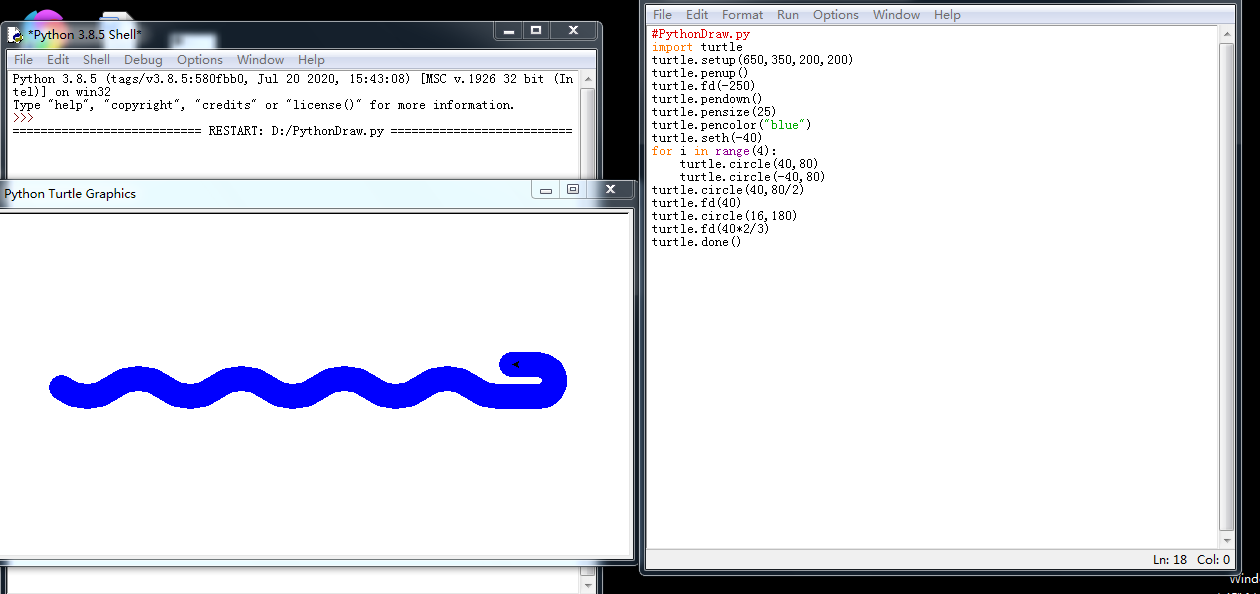 *Python 3.8.5 Shell*
File Edit Shell Debug Options Window Help
Python 3.8.5 (tags/v3.8.5:580fbb0, Jul 20 2020, 15:43:08) [MSC v.1926 32 bit (In
tel)] on win32
Type "help", "copyright", "credits" or "license()" for more information.
>>>
=========================== RESTART: D:/PythonDraw.py ==========================
Python Turtle Graphics
File Edit Format Run Options Window Help
#PythonDraw.py
import turtle
turtle.setup(650,350,200,200)
turtle.penup()
turtle.fd(-250)
turtle.pendown()
turtle.pensize(25)
turtle.pencolor("blue")
turtle.seth(-40)
for i in range(4):
    turtle.circle(40,80)
    turtle.circle(-40,80)
turtle.circle(40,80/2)
turtle.fd(40)
turtle.circle(16,180)
turtle.fd(40*2/3)
turtle.done()
Ln: 18 Col: 0
Wind